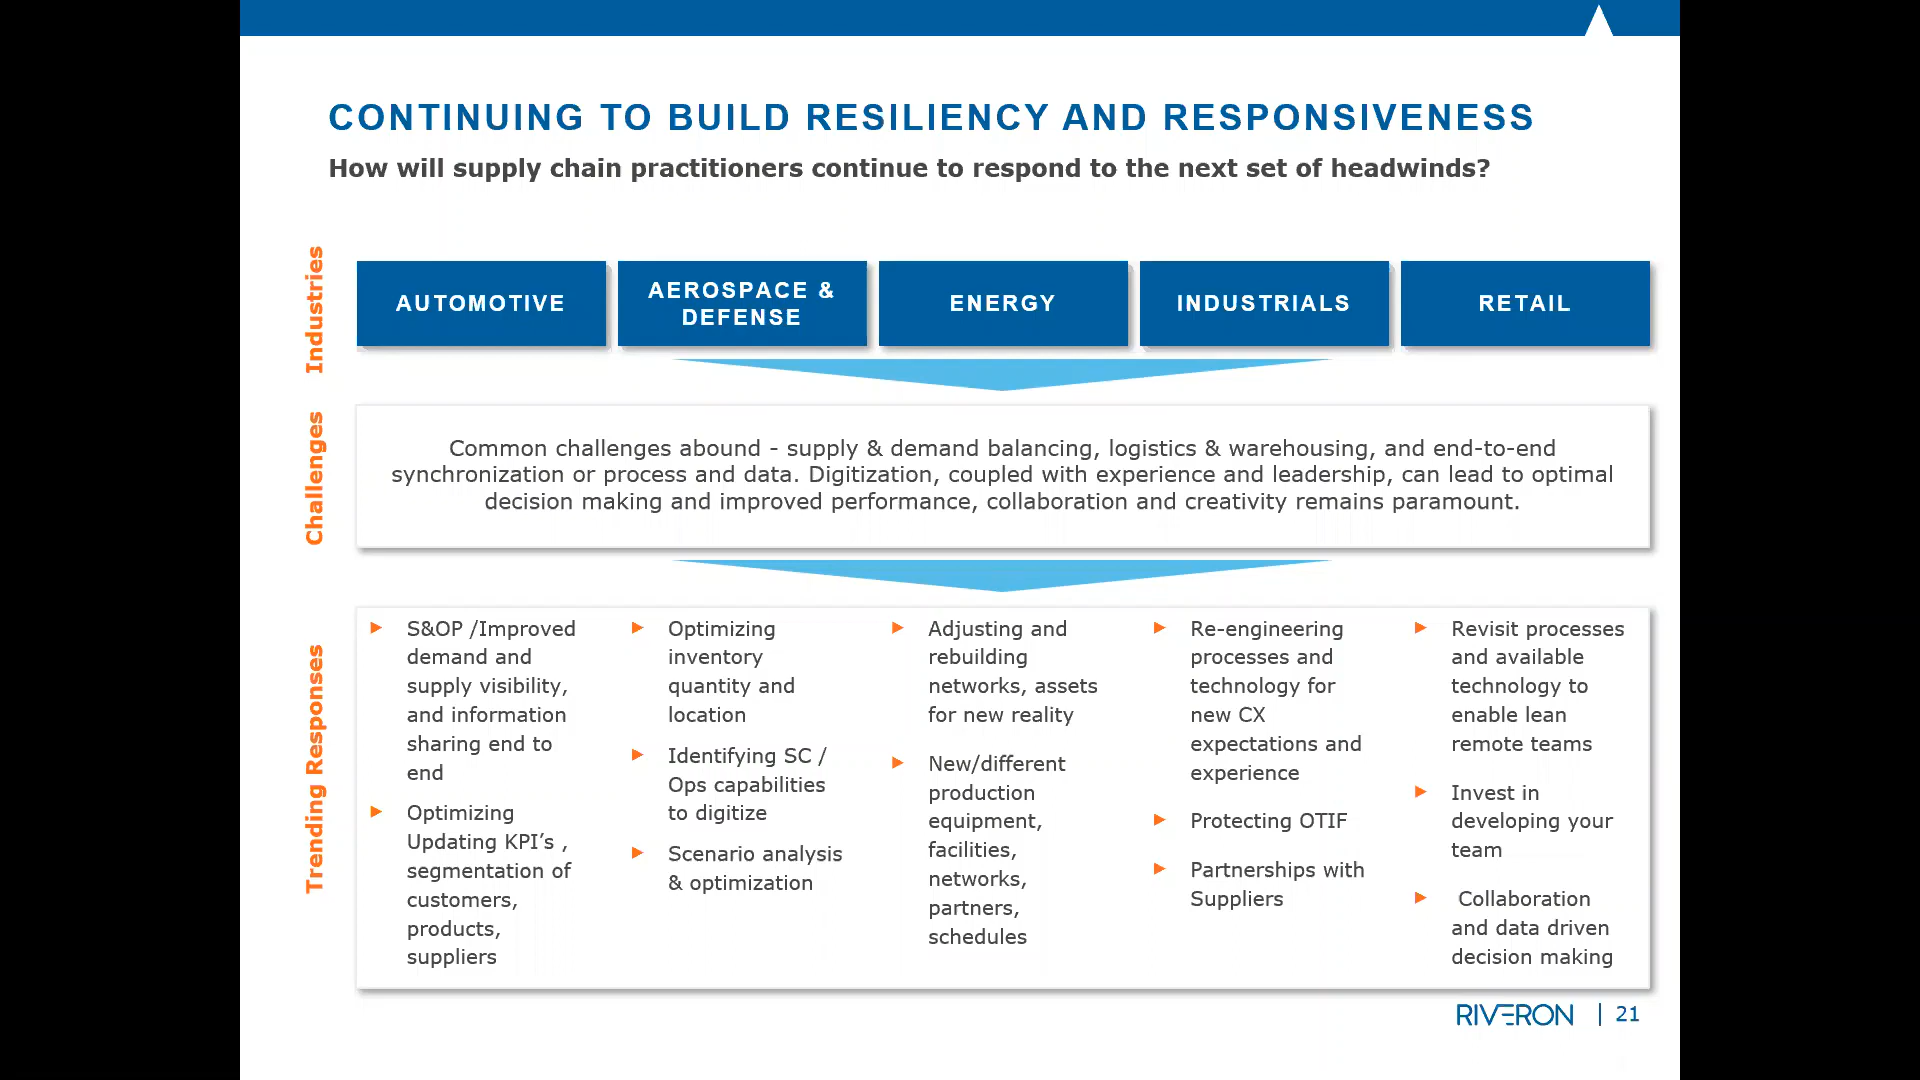 CONTINUING TO BUILD RESILIENCY AND RESPONSIVENESS
How will supply chain practitioners continue to respond to the next set of headwinds?
Industries
AUTOMOTIVE
AEROSPACE &
DEFENSE
ENERGY
INDUSTRIALS
RETAIL
Challenges
Common challenges abound - supply & demand balancing, logistics & warehousing, and end-to-end
synchronization or process and data. Digitization, coupled with experience and leadership, can lead to optimal
decision making and improved performance, collaboration and creativity remains paramount.
Trending Responses
S&OP /Improved
demand and
supply visibility,
and information
sharing end to
end
Optimizing
Updating KPI’s ,
segmentation of
customers,
products,
suppliers
Optimizing
inventory
quantity and
location
Identifying SC /
Ops capabilities
to digitize
Scenario analysis
& optimization
Adjusting and
rebuilding
networks, assets
for new reality
New/different
production
equipment,
facilities,
networks,
partners,
schedules
Re-engineering
processes and
technology for
new CX
expectations and
experience
Protecting OTIF
Partnerships with
Suppliers
Revisit processes
and available
technology to
enable lean
remote teams
Invest in
developing your
team
Collaboration
and data driven
decision making
RIVERON | 21